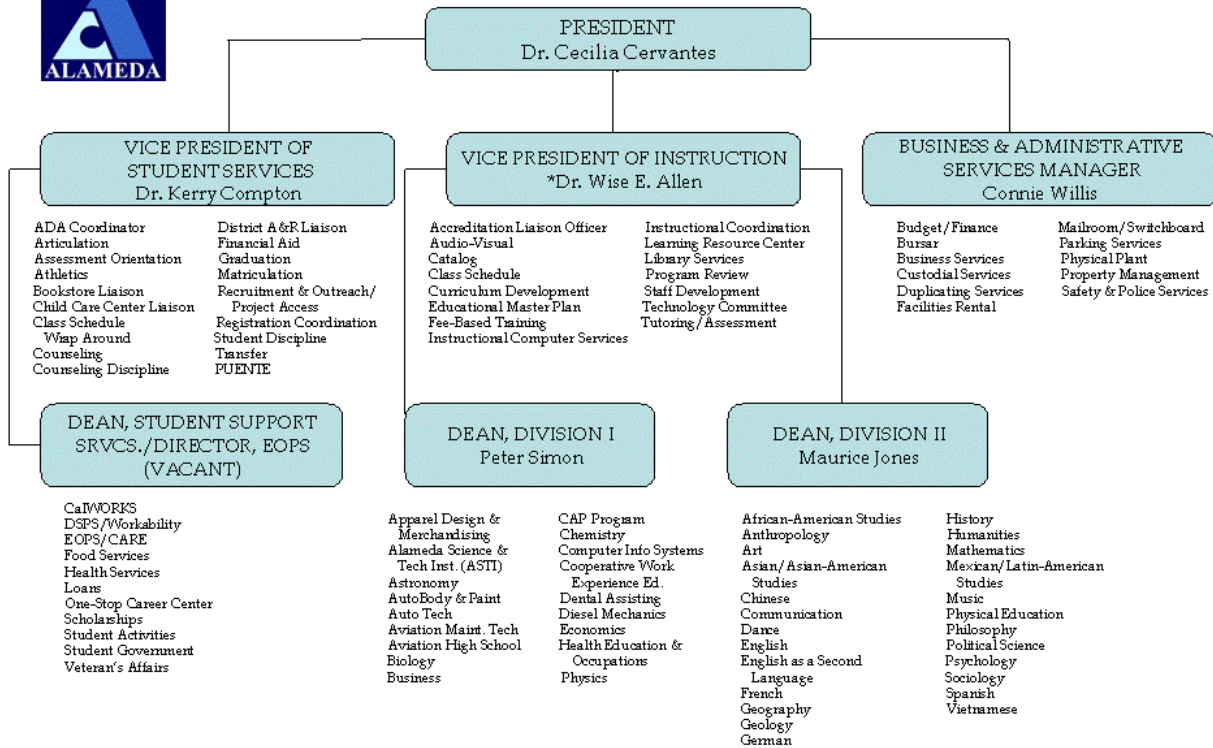 ALAMEDA
PRESIDENT
Dr. Cecilia Cervantes
VICE PRESIDENT OF
STUDENT SERVICES
Dr. Kerry Compton
VICE PRESIDENT OF INSTRUCTION
*Dr. Wise E. Allen
BUSINESS & ADMINISTRATIVE
SERVICES MANAGER
Connie Willis
ADA Coordinator
Articulation
Assessment Orientation
Athletics
Bookstore Liaison
Child Care Center Liaison
Class Schedule
Wrap Around
Counseling
Counseling Discipline
District A&R Liaison
Financial Aid
Graduation
Matriculation
Recruitment & Outreach/
Project Access
Registration Coordination
Student Discipline
Transfer
PUENTE
Accreditation Liaison Officer
Audio-Visual
Catalog
Class Schedule
Curriculum Development
Educational Master Plan
Fee-Based Training
Instructional Computer Services
Instructional Coordination
Learning Resource Center
Library Services
Program Review
Staff Development
Technology Committee
Tutoring/Assessment
Budget/Finance
Bursar
Business Services
Custodial Services
Duplicating Services
Facilities Rental
Mailroom/Switchboard
Parking Services
Physical Plant
Property Management
Safety & Police Services
DEAN, STUDENT SUPPORT
SRVCS./DIRECTOR, EOPS
(VACANT)
DEAN, DIVISION I
Peter Simon
DEAN, DIVISION II
Maurice Jones
CalWORKS
DSPS/Workability
EOPS/CARE
Food Services
Health Services
Loans
One-Stop Career Center
Scholarships
Student Activities
Student Government
Veteran's Affairs
Apparel Design &
Merchandising
Alameda Science &
Tech Inst. (ASTI)
Astronomy
AutoBody & Paint
Auto Tech
Aviation Maint. Tech
Aviation High School
Biology
Business
CAP Program
Chemistry
Computer Info Systems
Cooperative Work
Experience Ed.
Dental Assisting
Diesel Mechanics
Economics
Health Education &
Occupations
Physics
African-American Studies
Anthropology
Art
Asian/Asian-American
Studies
Chinese
Communication
Dance
English
English as a Second
Language
French
Geography
Geology
German
History
Humanities
Mathematics
Mexican/Latin-American
Studies
Music
Physical Education
Philosophy
Political Science
Psychology
Sociology
Spanish
Vietnamese